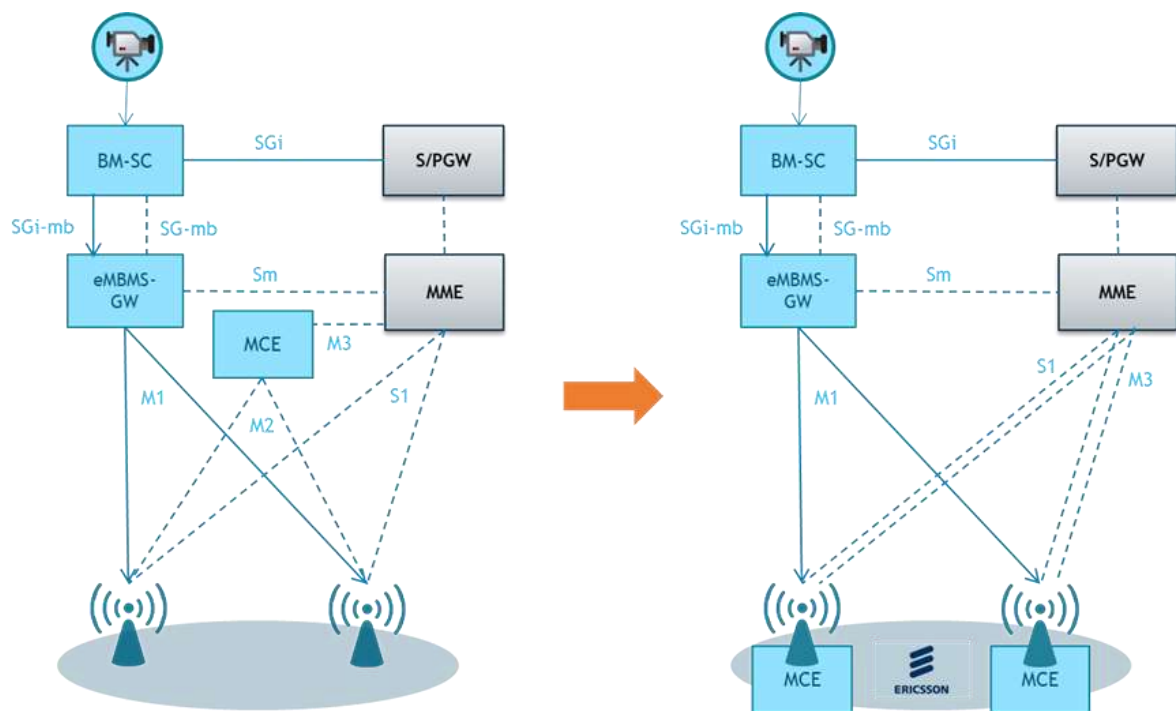 BM-SC
SGi
S/PGW
SGi-mb
SG-mb
eMBMS-
GW
Sm
MME
MCE
M3
M1
M2
S1
BM-SC
SGi
S/PGW
SGi-mb
SG-mb
eMBMS-
GW
Sm
MME
S1
M1
M3
MCE
ERICSSON
MCE